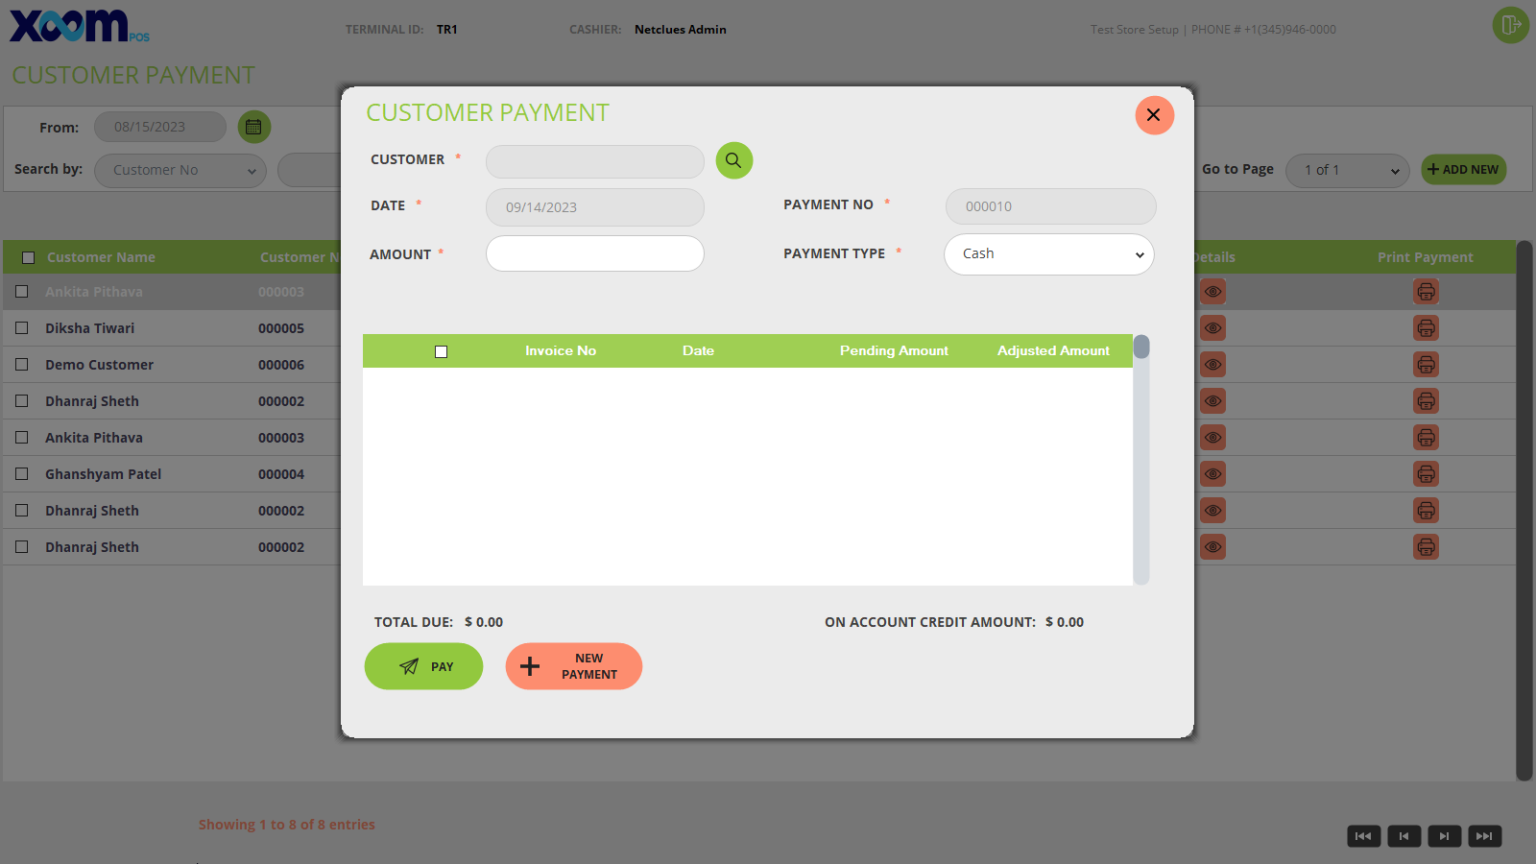 xoom POS
TERMINAL ID: TR1
CASHIER: Netclues Admin
Test Store Setup | PHONE # +1(345)946-0000
CUSTOMER PAYMENT
From: 08/15/2023
Search by: Customer No
Go to Page 1 of 1 ADD NEW
Customer Name Customer N Details Print Payment
Ankita Pithava 000003
Diksha Tiwari 000005
Demo Customer 000006
Dhanraj Sheth 000002
Ankita Pithava 000003
Ghanshyam Patel 000004
Dhanraj Sheth 000002
Dhanraj Sheth 000002
CUSTOMER PAYMENT
CUSTOMER *
DATE * 09/14/2023
PAYMENT NO * 000010
AMOUNT *
PAYMENT TYPE * Cash
Invoice No Date Pending Amount Adjusted Amount
TOTAL DUE: $ 0.00
ON ACCOUNT CREDIT AMOUNT: $ 0.00
PAY
NEW
PAYMENT
Showing 1 to 8 of 8 entries